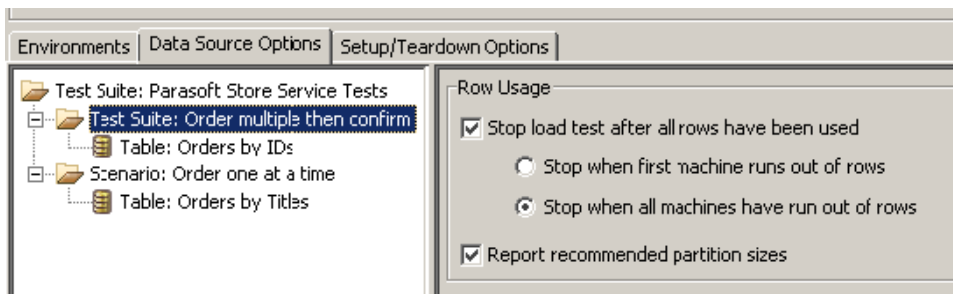 Environments
Data Source Options
Setup/Teardown Options
Test Suite: Parasoft Store Service Tests
Test Suite: Order multiple then confirm
Table: Orders by IDs
Scenario: Order one at a time
Table: Orders by Titles
Row Usage
Stop load test after all rows have been used
Stop when first machine runs out of rows
Stop when all machines have run out of rows
Report recommended partition sizes